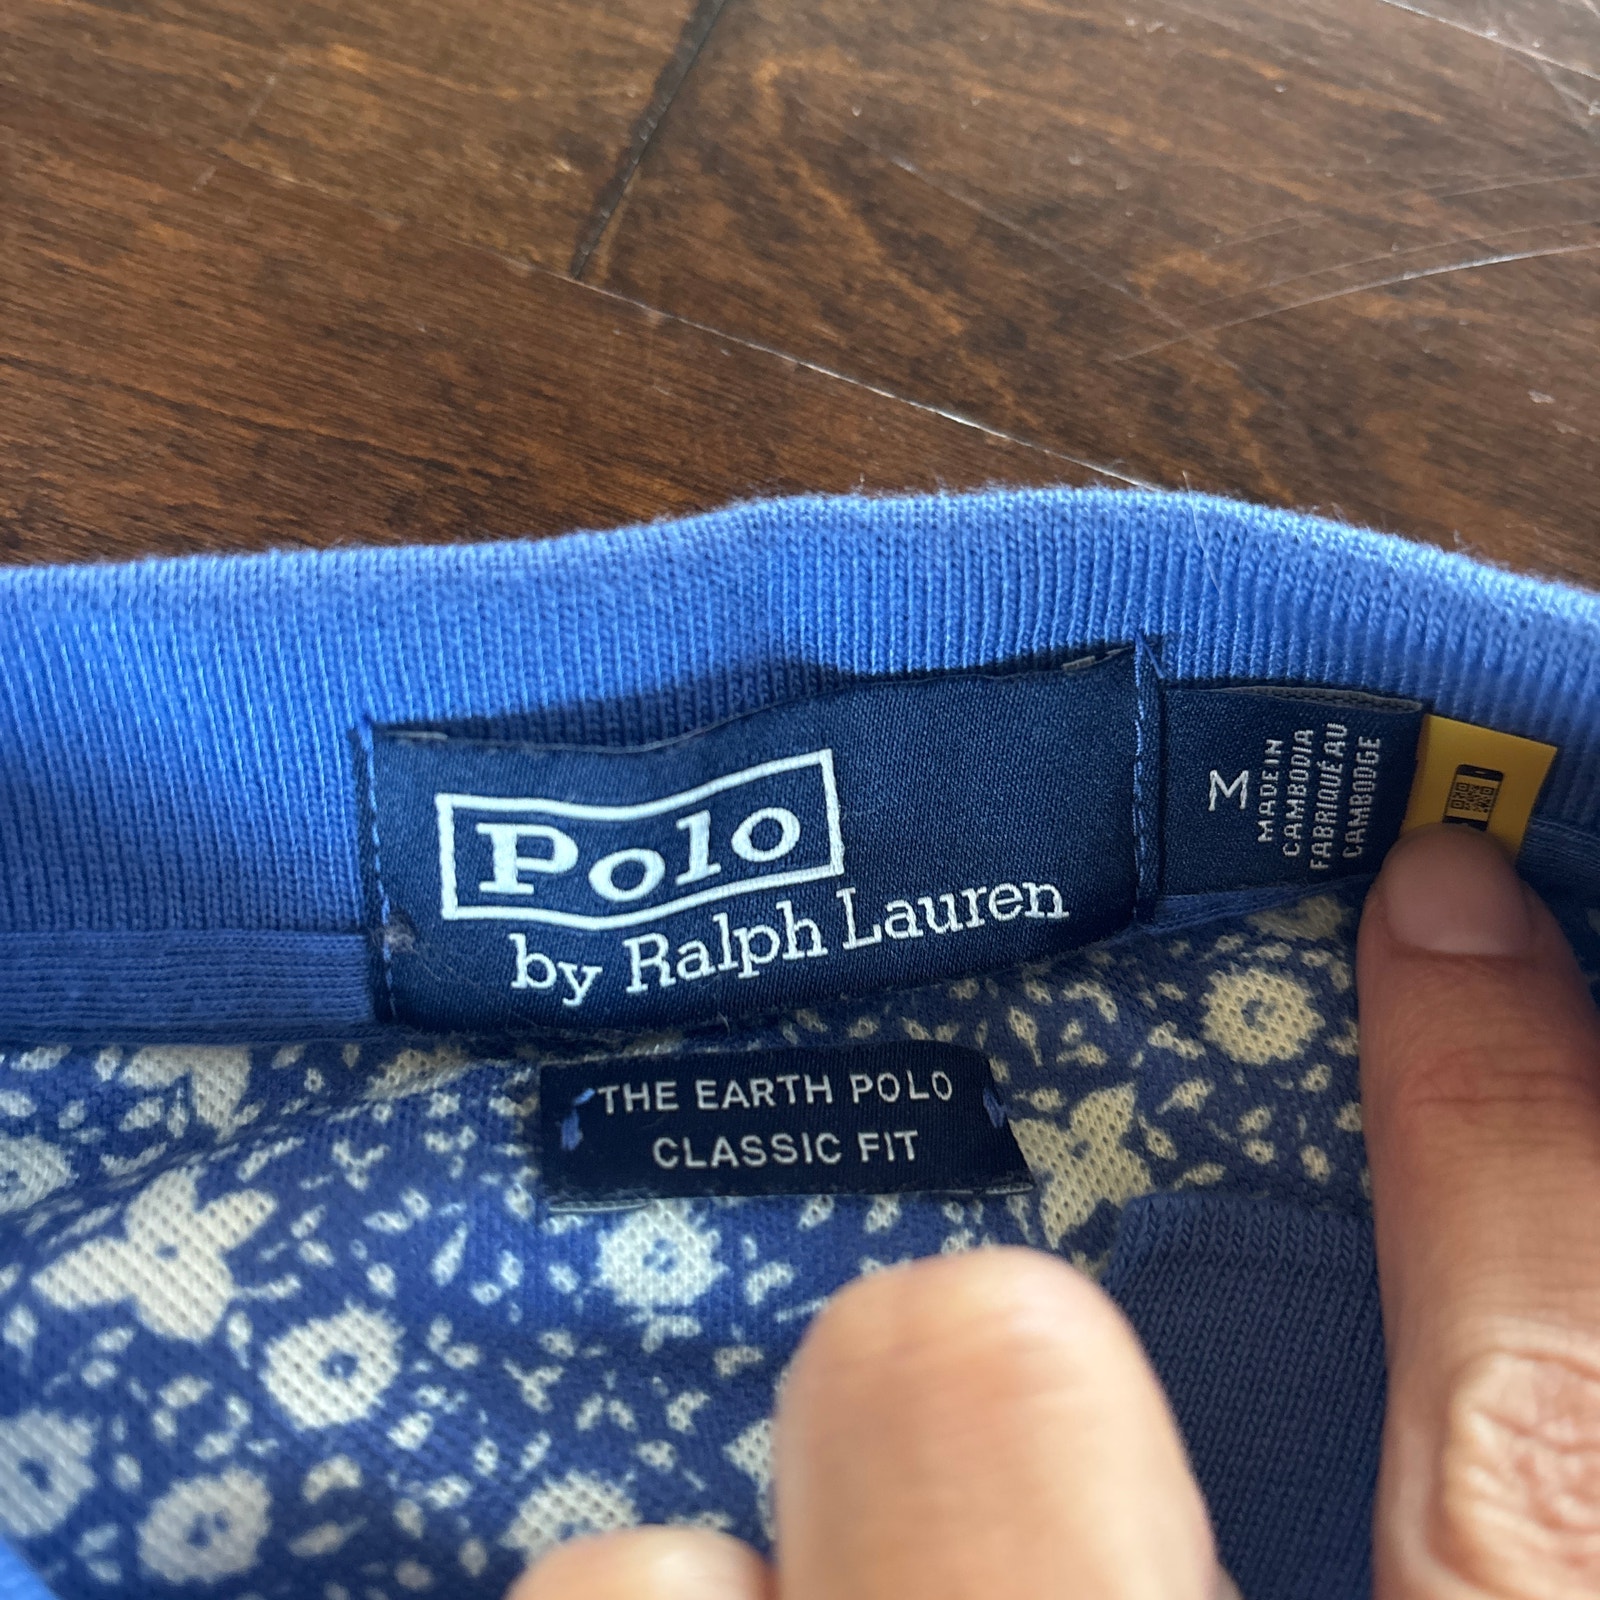 Polo
by Ralph Lauren
M
MADE IN
CAMBODIA
FABRIQUÉ AU
CAMBODGE
THE EARTH POLO
CLASSIC FIT